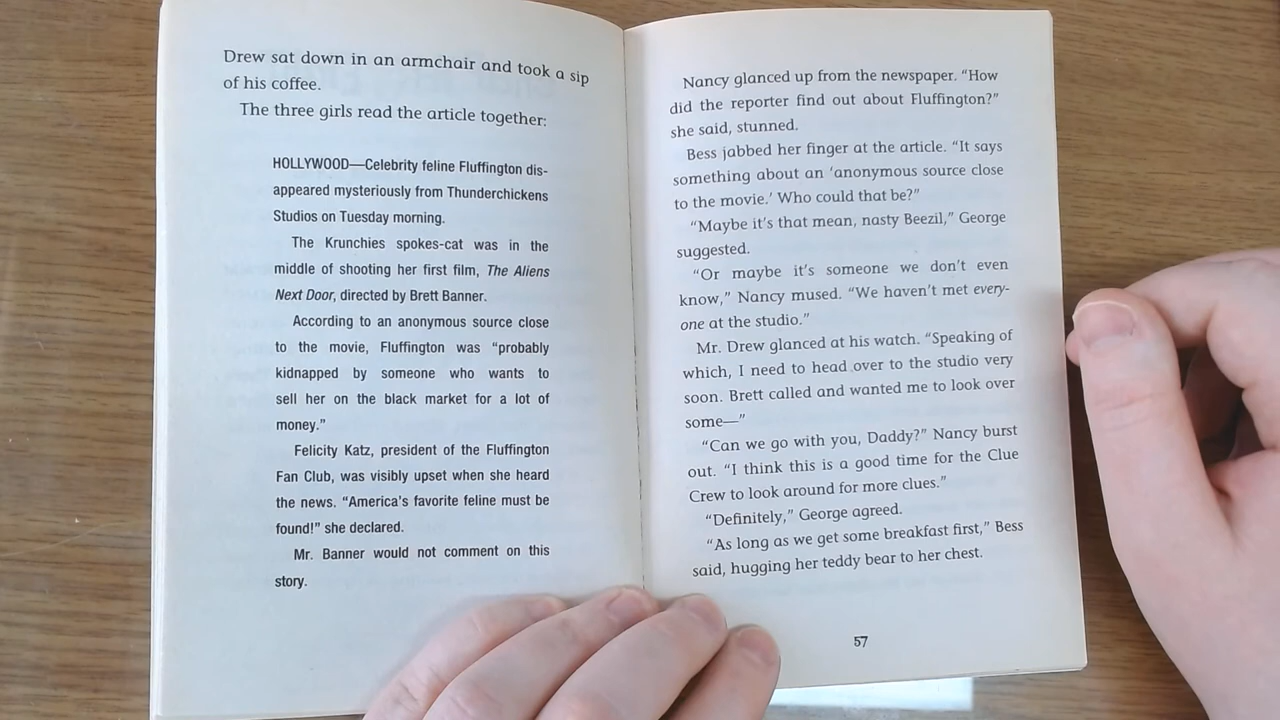 Drew sat down in an armchair and took a sip
of his coffee.
The three girls read the article together:
HOLLYWOOD—Celebrity feline Fluffington dis-
appeared mysteriously from Thunderchickens
Studios on Tuesday morning.
The Krunchies spokes-cat was in the
middle of shooting her first film, The Aliens
Next Door, directed by Brett Banner.
According to an anonymous source close
to the movie, Fluffington was “probably
kidnapped by someone who wants to
sell her on the black market for a lot of
money.”
Felicity Katz, president of the Fluffington
Fan Club, was visibly upset when she heard
the news. “America’s favorite feline must be
found!” she declared.
Mr. Banner would not comment on this
story.
Nancy glanced up from the newspaper. “How
did the reporter find out about Fluffington?”
she said, stunned.
Bess jabbed her finger at the article. “It says
something about an ‘anonymous source close
to the movie.’ Who could that be?”
“Maybe it’s that mean, nasty Beezil,” George
suggested.
“Or maybe it’s someone we don’t even
know,” Nancy mused. “We haven’t met every-
one at the studio.”
Mr. Drew glanced at his watch. “Speaking of
which, I need to head over to the studio very
soon. Brett called and wanted me to look over
some—”
“Can we go with you, Daddy?” Nancy burst
out. “I think this is a good time for the Clue
Crew to look around for more clues.”
“Definitely,” George agreed.
“As long as we get some breakfast first,” Bess
said, hugging her teddy bear to her chest.
57